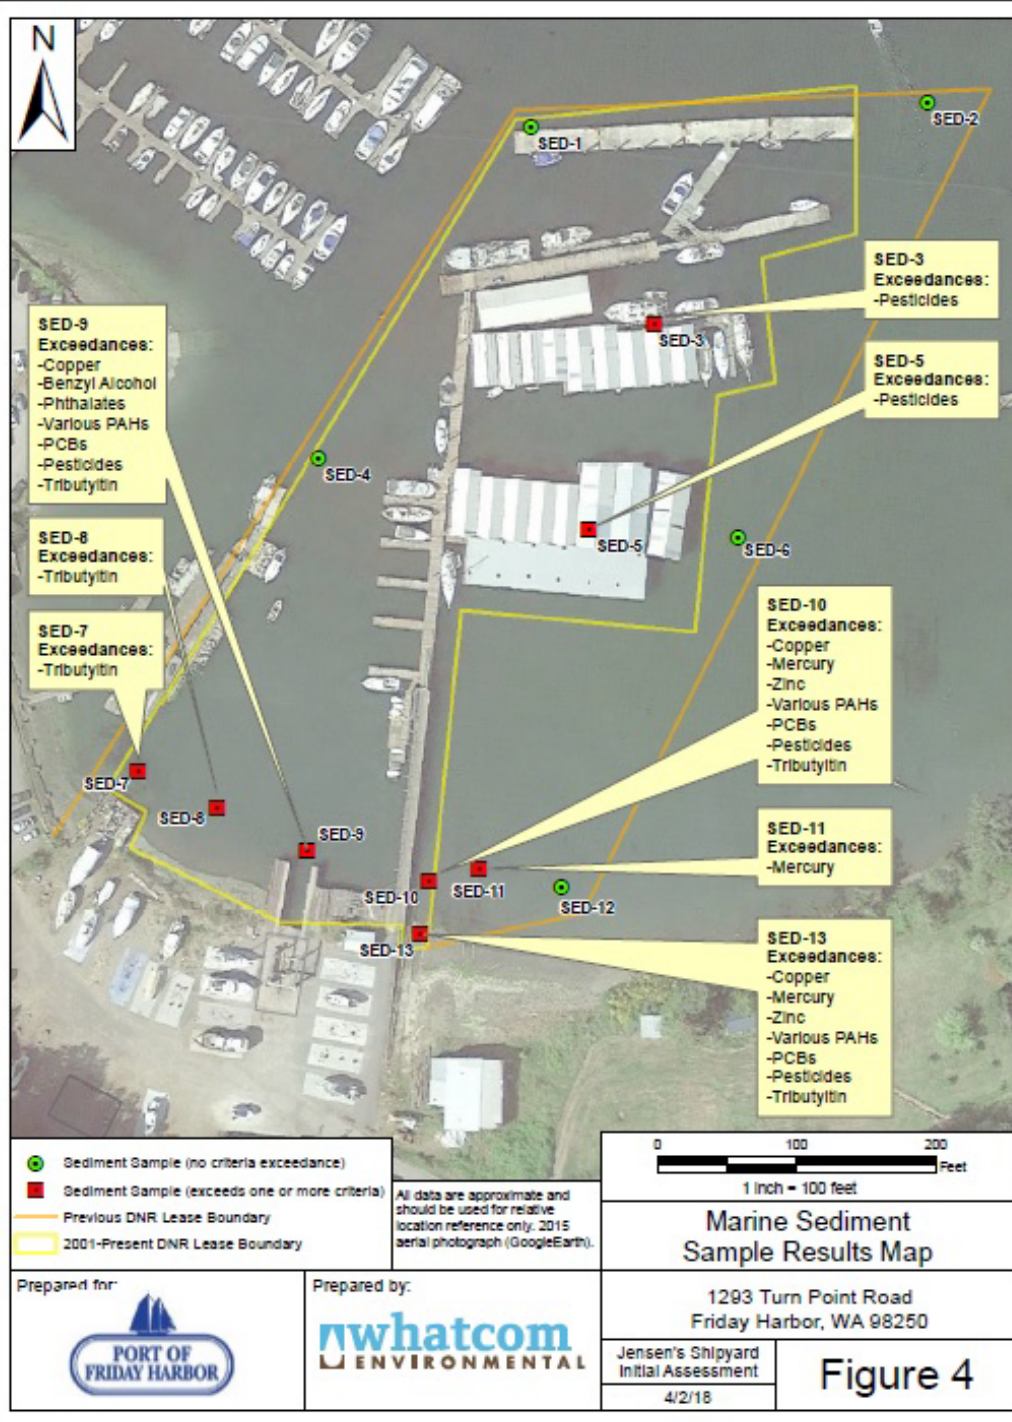 N
SED-1
SED-2
SED-3
Exceedances:
-Pesticides
SED-3
SED-5
Exceedances:
-Pesticides
SED-9
Exceedances:
-Copper
-Benzyl Alcohol
-Phthalates
-Various PAHs
-PCBs
-Pesticides
-Tributyltin
SED-4
SED-5
SED-6
SED-8
Exceedances:
-Tributyltin
SED-7
Exceedances:
-Tributyltin
SED-10
Exceedances:
-Copper
-Mercury
-Zinc
-Various PAHs
-PCBs
-Pesticides
-Tributyltin
SED-7
SED-8
SED-9
SED-10
SED-11
SED-12
SED-13
SED-11
Exceedances:
-Mercury
SED-13
Exceedances:
-Copper
-Mercury
-Zinc
-Various PAHs
-PCBs
-Pesticides
-Tributyltin
Sediment Sample (no criteria exceedance)
Sediment Sample (exceeds one or more criteria)
Previous DNR Lease Boundary
2001-Present DNR Lease Boundary
All data are approximate and
should be used for relative
location reference only. 2015
aerial photograph (GoogleEarth).
0 100 200
Feet
1 inch = 100 feet
Marine Sediment
Sample Results Map
Prepared for:
PORT OF
FRIDAY HARBOR
Prepared by:
whatcom
ENVIRONMENTAL
1293 Turn Point Road
Friday Harbor, WA 98250
Jensen's Shipyard
Initial Assessment
4/2/18
Figure 4